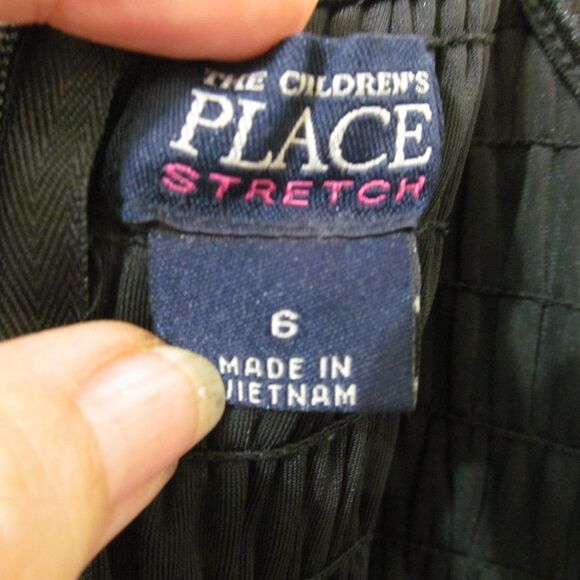 THE CHILDREN'S
PLACE
STRETCH
6
MADE IN
VIETNAM